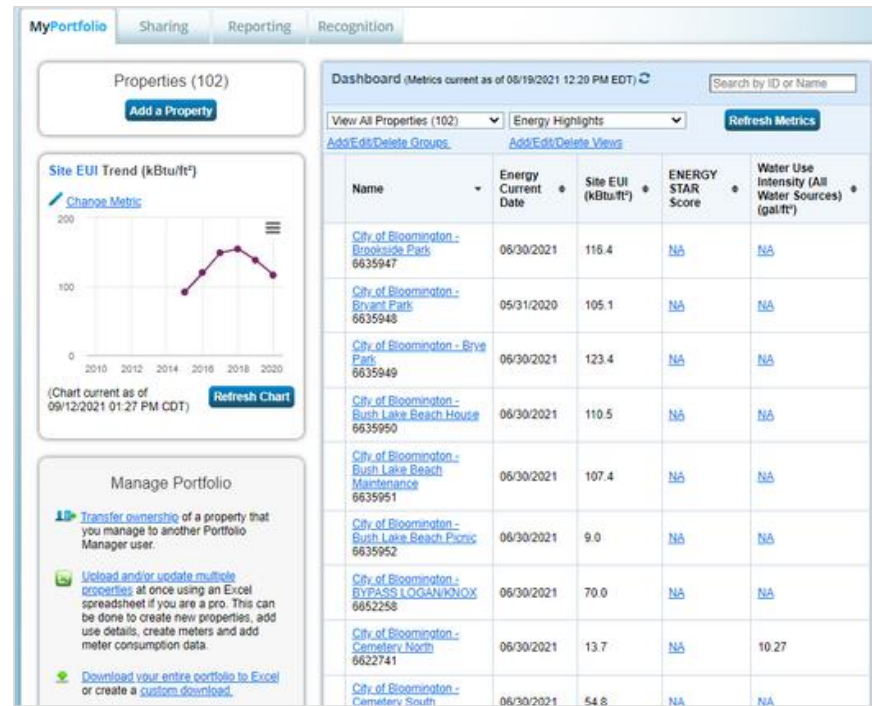 MyPortfolio
Sharing
Reporting
Recognition
Properties (102)
Add a Property
Site EUI Trend (kBtu/ft²)
Change Metric
200
100
0
2010 2012 2014 2016 2018 2020
(Chart current as of
09/12/2021 01:27 PM CDT)
Refresh Chart
Manage Portfolio
Transfer ownership of a property that
you manage to another Portfolio
Manager user.
Upload and/or update multiple
properties at once using an Excel
spreadsheet if you are a pro. This can
be done to create new properties, add
use details, create meters and add
meter consumption data.
Download your entire portfolio to Excel
or create a custom download.
Dashboard (Metrics current as of 08/19/2021 12:20 PM EDT)
Search by ID or Name
View All Properties (102)
Energy Highlights
Refresh Metrics
Add/Edit/Delete Groups
Add/Edit/Delete Views
Name
Energy
Current
Date
Site EUI
(kBtu/ft²)
ENERGY
STAR
Score
Water Use
Intensity (All
Water Sources)
(gal/ft²)
City of Bloomington -
Brookside Park
6635947
06/30/2021 116.4 NA NA
City of Bloomington -
Bryant Park
6635948
05/31/2020 105.1 NA NA
City of Bloomington - Brye
Park
6635949
06/30/2021 123.4 NA NA
City of Bloomington -
Bush Lake Beach House
6635950
06/30/2021 110.5 NA NA
City of Bloomington -
Bush Lake Beach
Maintenance
6635951
06/30/2021 107.4 NA NA
City of Bloomington -
Bush Lake Beach Picnic
6635952
06/30/2021 9.0 NA NA
City of Bloomington -
BYPASS LOGAN/KNOX
6652258
06/30/2021 70.0 NA NA
City of Bloomington -
Cemetery North
6622741
06/30/2021 13.7 NA 10.27
City of Bloomington -
Cemetery South
06/30/2021 54.8 NA NA